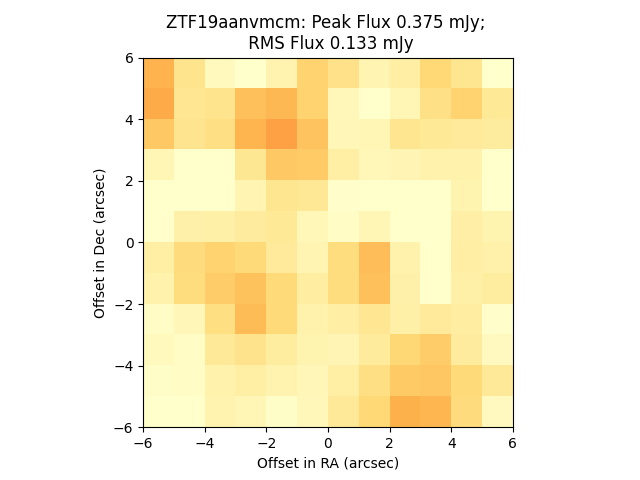 ZTF19aanvmcm: Peak Flux 0.375 mJy;
RMS Flux 0.133 mJy
6
4
2
0
−2
−4
−6
Offset in Dec (arcsec)
−6 −4 −2 0 2 4 6
Offset in RA (arcsec)